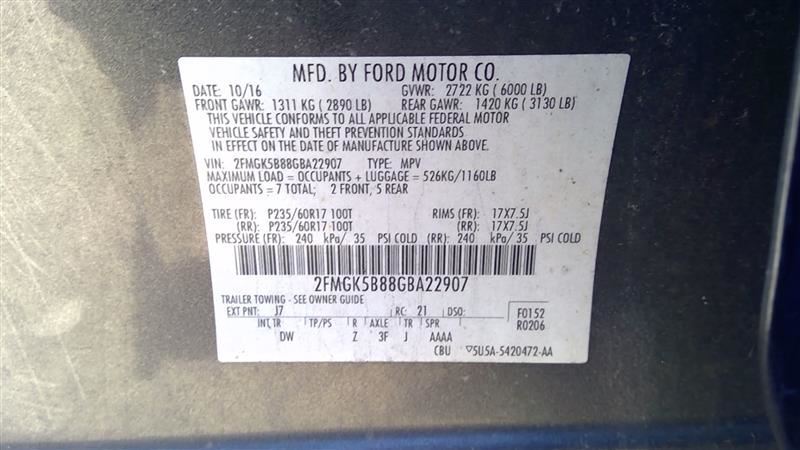 MFD. BY FORD MOTOR CO.
DATE: 10/16 GVWR: 2722 KG ( 6000 LB)
FRONT GAWR: 1311 KG ( 2890 LB) REAR GAWR: 1420 KG ( 3130 LB)
THIS VEHICLE CONFORMS TO ALL APPLICABLE FEDERAL MOTOR
VEHICLE SAFETY AND THEFT PREVENTION STANDARDS
IN EFFECT ON THE DATE OF MANUFACTURE SHOWN ABOVE.
VIN: 2FMGK5B88GBA22907 TYPE: MPV
MAXIMUM LOAD = OCCUPANTS + LUGGAGE = 526KG/1160LB
OCCUPANTS = 7 TOTAL; 2 FRONT, 5 REAR
TIRE (FR): P235/60R17 100T RIMS (FR): 17X7.5J
(RR): P235/60R17 100T (RR): 17X7.5J
PRESSURE (FR): 240 kPa/ 35 PSI COLD (RR): 240 kPa/ 35 PSI COLD
2FMGK5B88GBA22907
TRAILER TOWING - SEE OWNER GUIDE
EXT PNT: J7 RC: 21 DSO: F0152
INT TR TP/PS R AXLE TR SPR R0206
DW Z 3F J AAAA
CBU ▽5U5A-5420472-AA